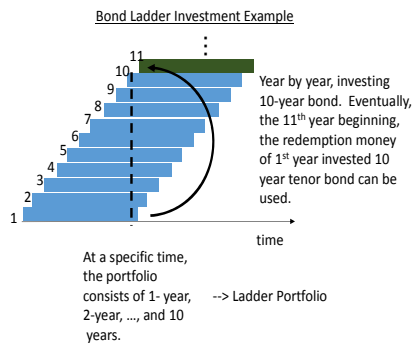 Bond Ladder Investment Example
⋮
11
10
9
8
7
6
5
4
3
2
1
Year by year, investing
10-year bond.  Eventually,
the 11th year beginning,
the redemption money
of 1st year invested 10
year tenor bond can be
used.
time
At a specific time,
the portfolio
consists of 1- year,
2-year, …, and 10
years.
--> Ladder Portfolio